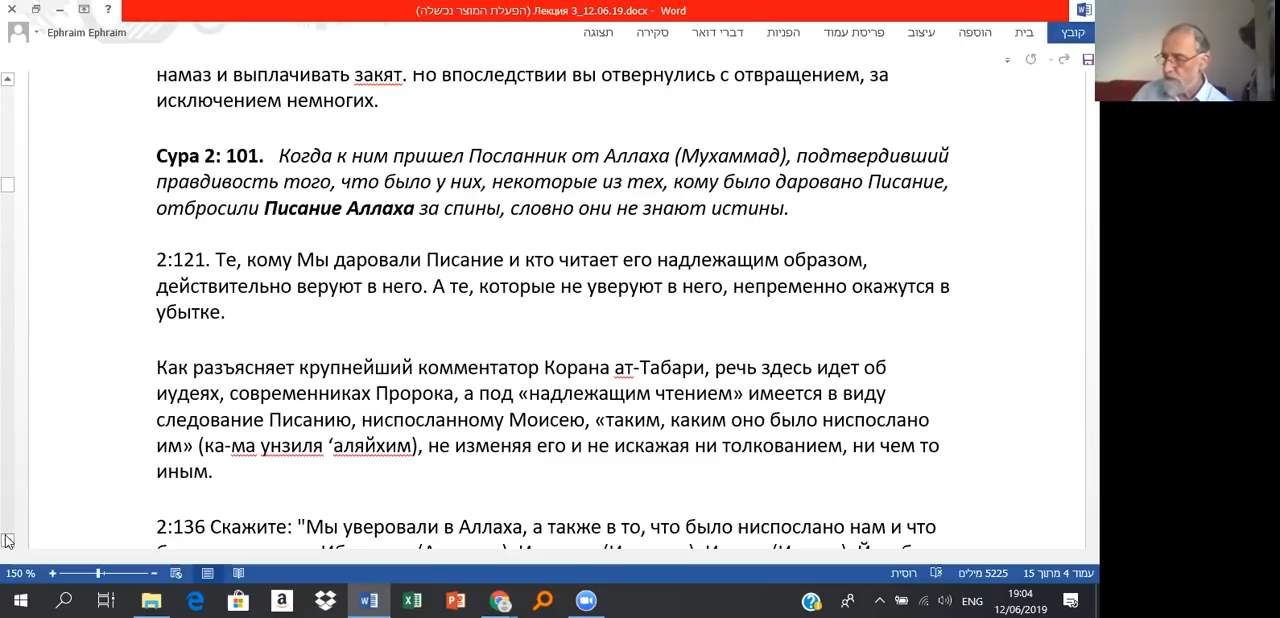 Лекция 3_12.06.19.docx - Word (הפעלת המוצר נכשלה)
Ephraim Ephraim
קובץ
בית
הוספה
עיצוב
פריסת עמוד
הפניות
דברי דואר
סקירה
תצוגה
намаз и выплачивать закят. Но впоследствии вы отвернулись с отвращением, за
исключением немногих.
Сура 2: 101. Когда к ним пришел Посланник от Аллаха (Мухаммад), подтвердивший
правдивость того, что было у них, некоторые из тех, кому было даровано Писание,
отбросили Писание Аллаха за спины, словно они не знают истины.
2:121. Те, кому Мы даровали Писание и кто читает его надлежащим образом,
действительно веруют в него. А те, которые не уверуют в него, непременно окажутся в
убытке.
Как разъясняет крупнейший комментатор Корана ат-Табари, речь здесь идет об
иудеях, современниках Пророка, а под «надлежащим чтением» имеется в виду
следование Писанию, ниспосланному Моисею, «таким, каким оно было ниспослано
им» (ка-ма унзиля ‘аляйхим), не изменяя его и не искажая ни толкованием, ни чем то
иным.
2:136 Скажите: "Мы уверовали в Аллаха, а также в то, что было ниспослано нам и что
150 %
רוסית
5225 מילים
עמוד 4 מתוך 15
ENG
19:04
12/06/2019